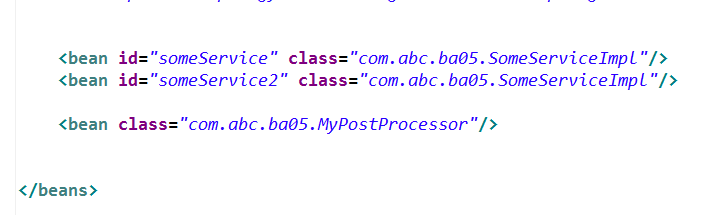 <bean id="someService" class="com.abc.ba05.SomeServiceImpl"/>
<bean id="someService2" class="com.abc.ba05.SomeServiceImpl"/>
<bean class="com.abc.ba05.MyPostProcessor"/>
</beans>